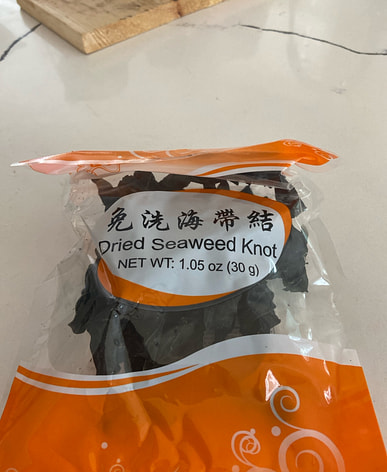 免洗海帶結
Dried Seaweed Knot
NET WT: 1.05 oz (30 g)